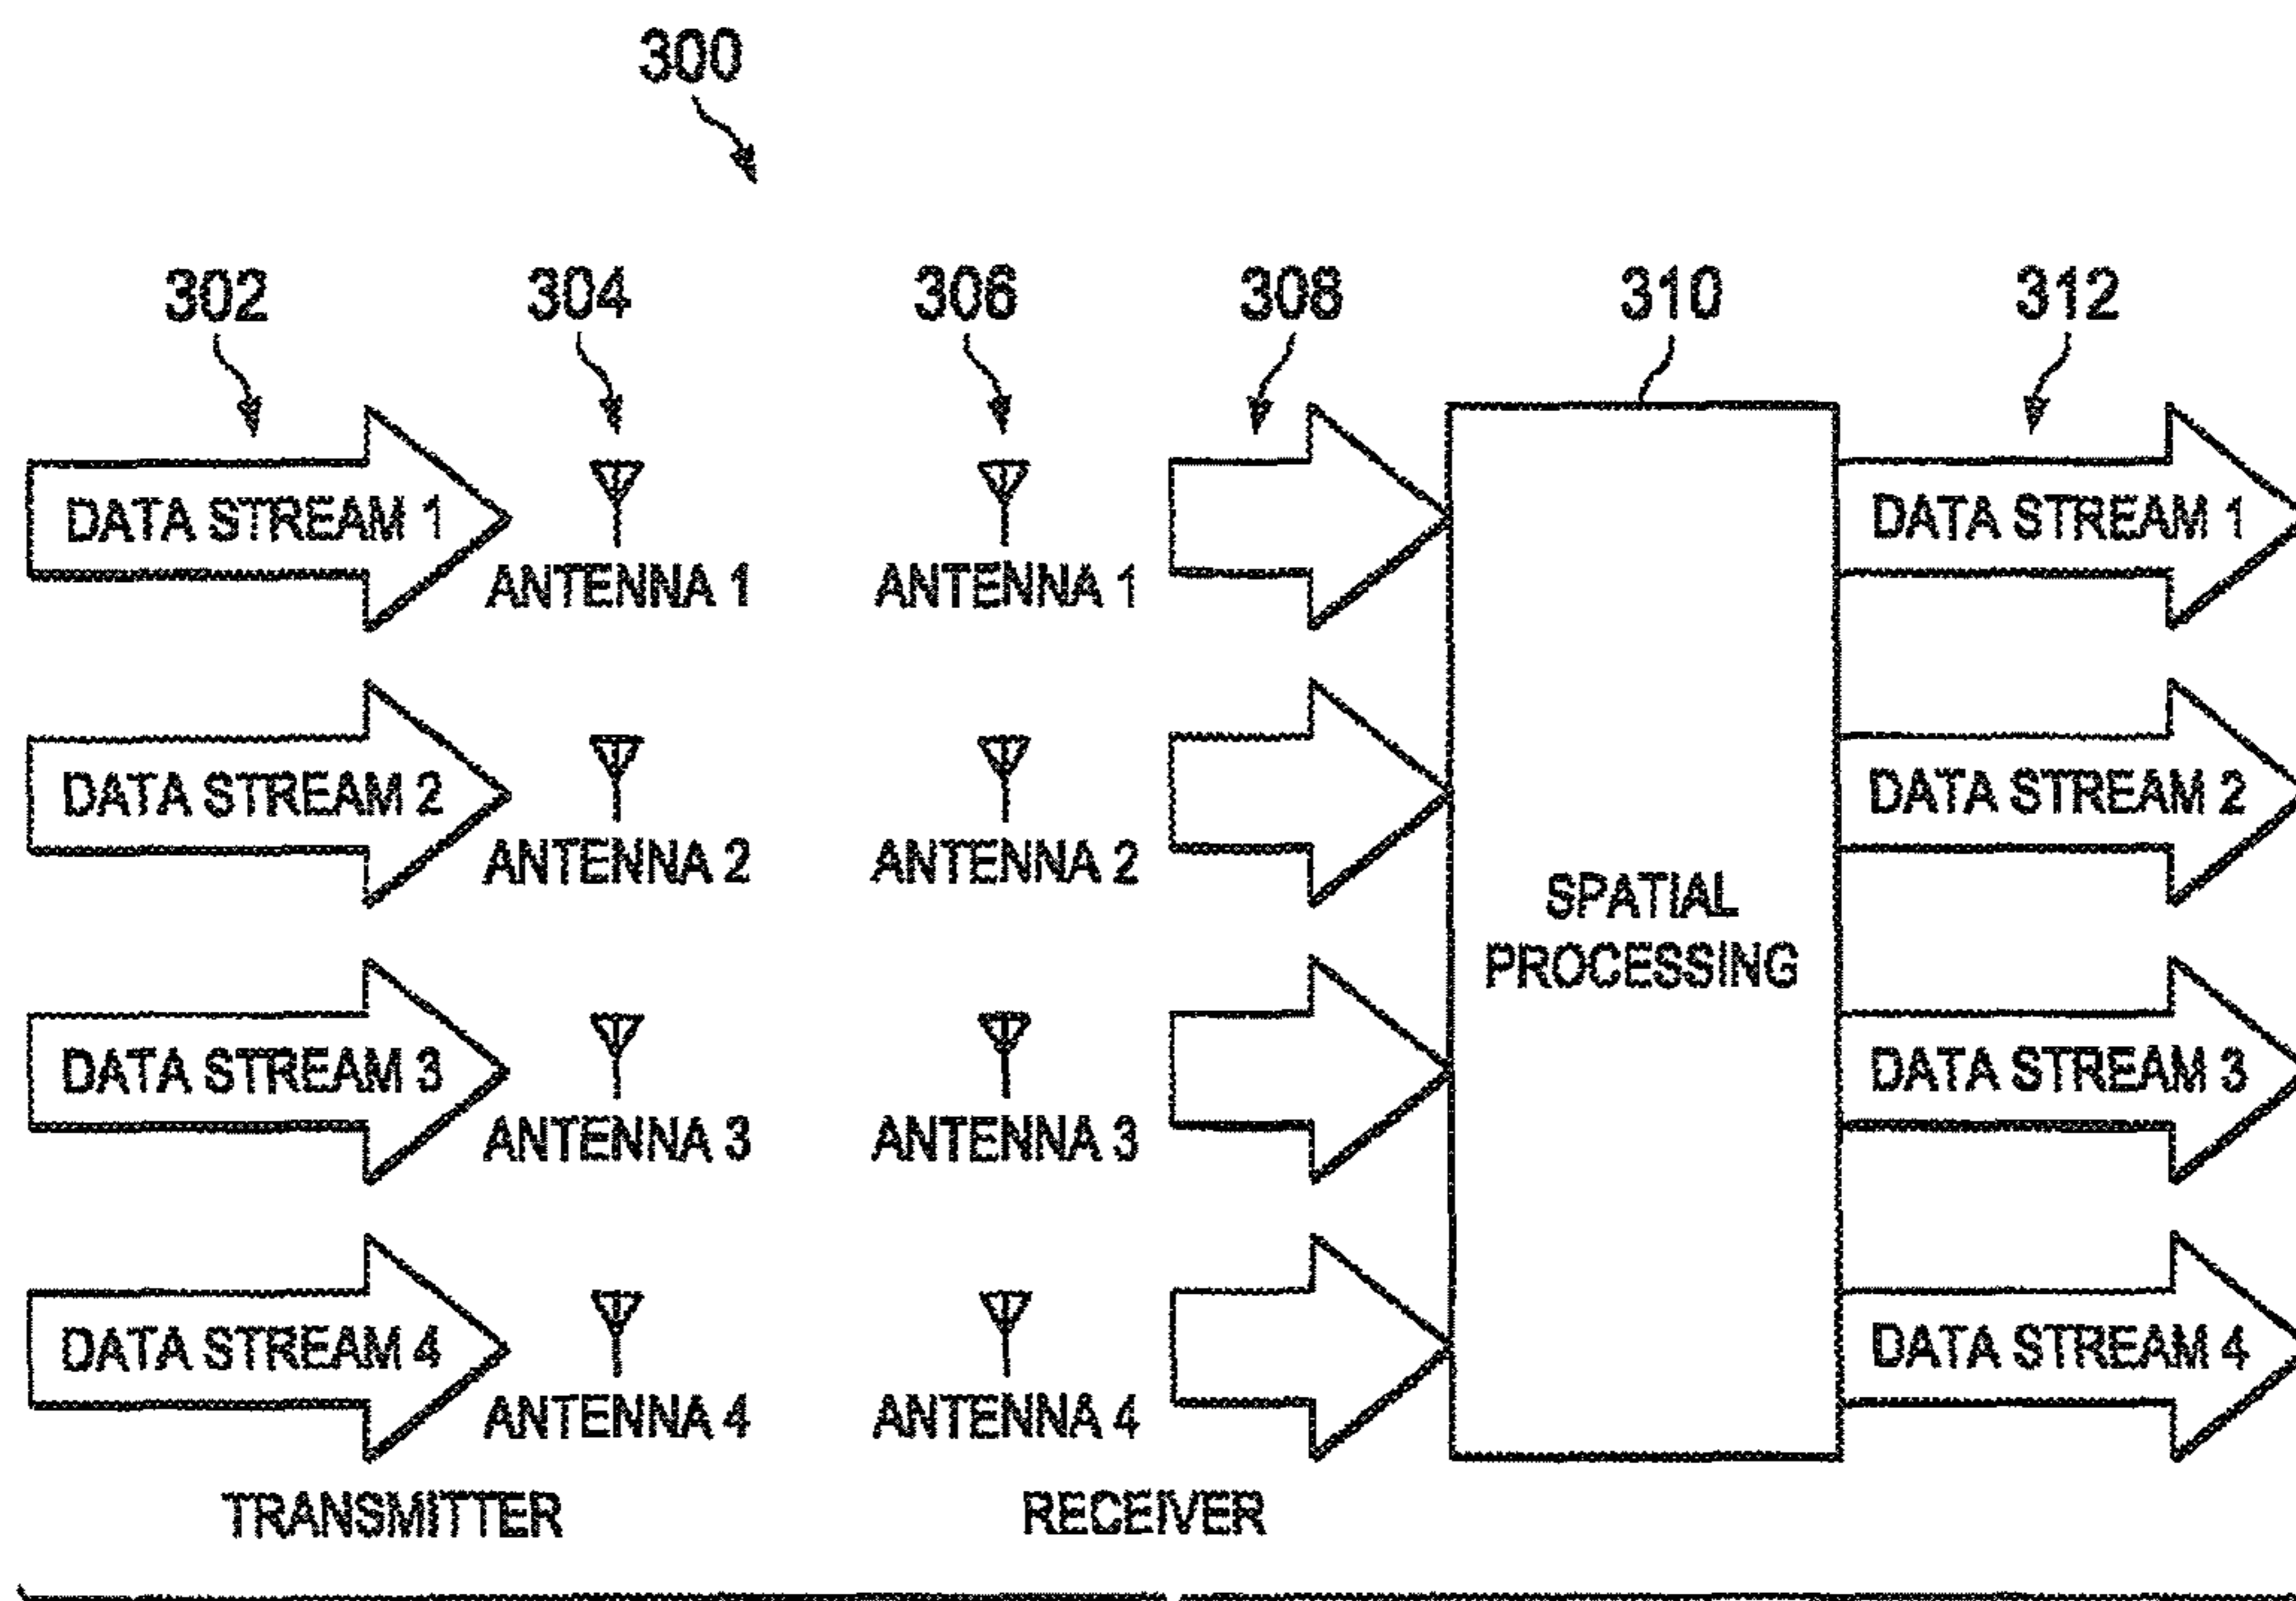 300
302 304 306 308 310 312
DATA STREAM 1 DATA STREAM 1
ANTENNA 1 ANTENNA 1
DATA STREAM 2 DATA STREAM 2
ANTENNA 2 ANTENNA 2
SPATIAL
PROCESSING
DATA STREAM 3 DATA STREAM 3
ANTENNA 3 ANTENNA 3
DATA STREAM 4 DATA STREAM 4
ANTENNA 4 ANTENNA 4
TRANSMITTER RECEIVER